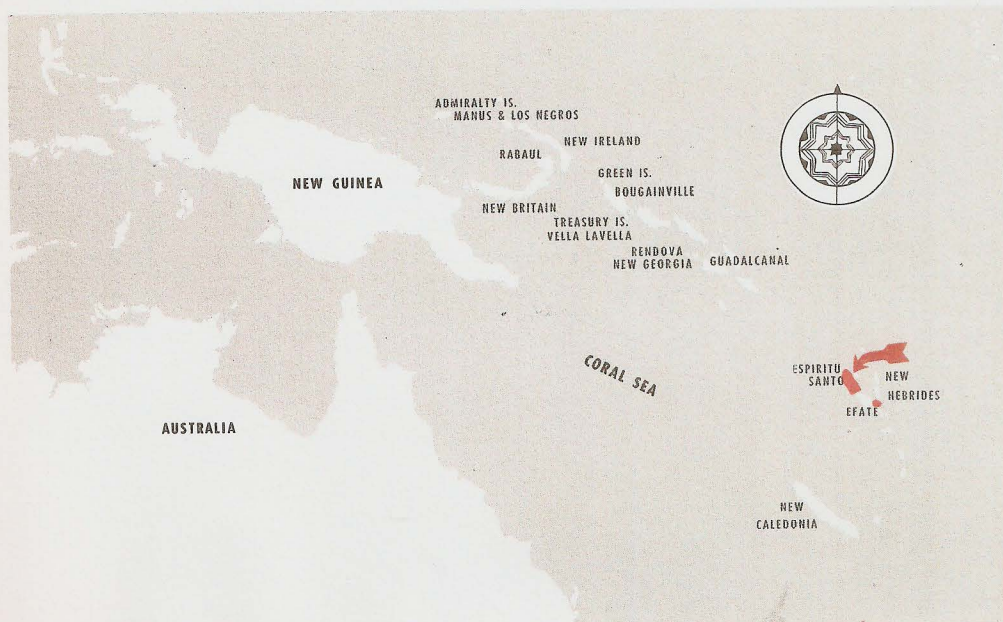 ADMIRALTY IS.
MANUS & LOS NEGROS
NEW IRELAND
RABAUL
GREEN IS.
NEW GUINEA
BOUGAINVILLE
NEW BRITAIN
TREASURY IS.
VELLA LAVELLA
RENDOVA
NEW GEORGIA
GUADALCANAL
CORAL SEA
ESPIRITU
SANTO
NEW
HEBRIDES
EFATE
AUSTRALIA
NEW
CALEDONIA